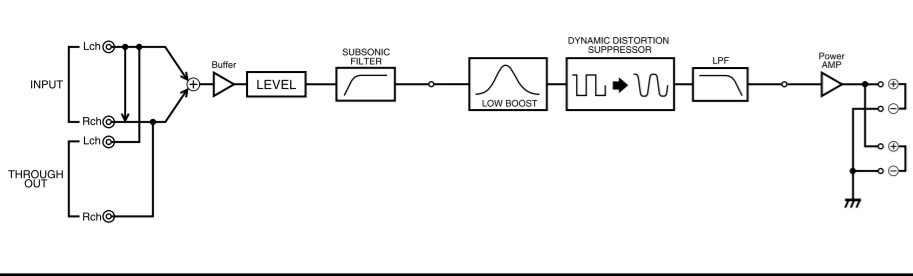 INPUT
Lch
Rch
THROUGH
OUT
Lch
Rch
Buffer
LEVEL
SUBSONIC
FILTER
LOW BOOST
DYNAMIC DISTORTION
SUPPRESSOR
LPF
Power
AMP
+
+
−
+
−